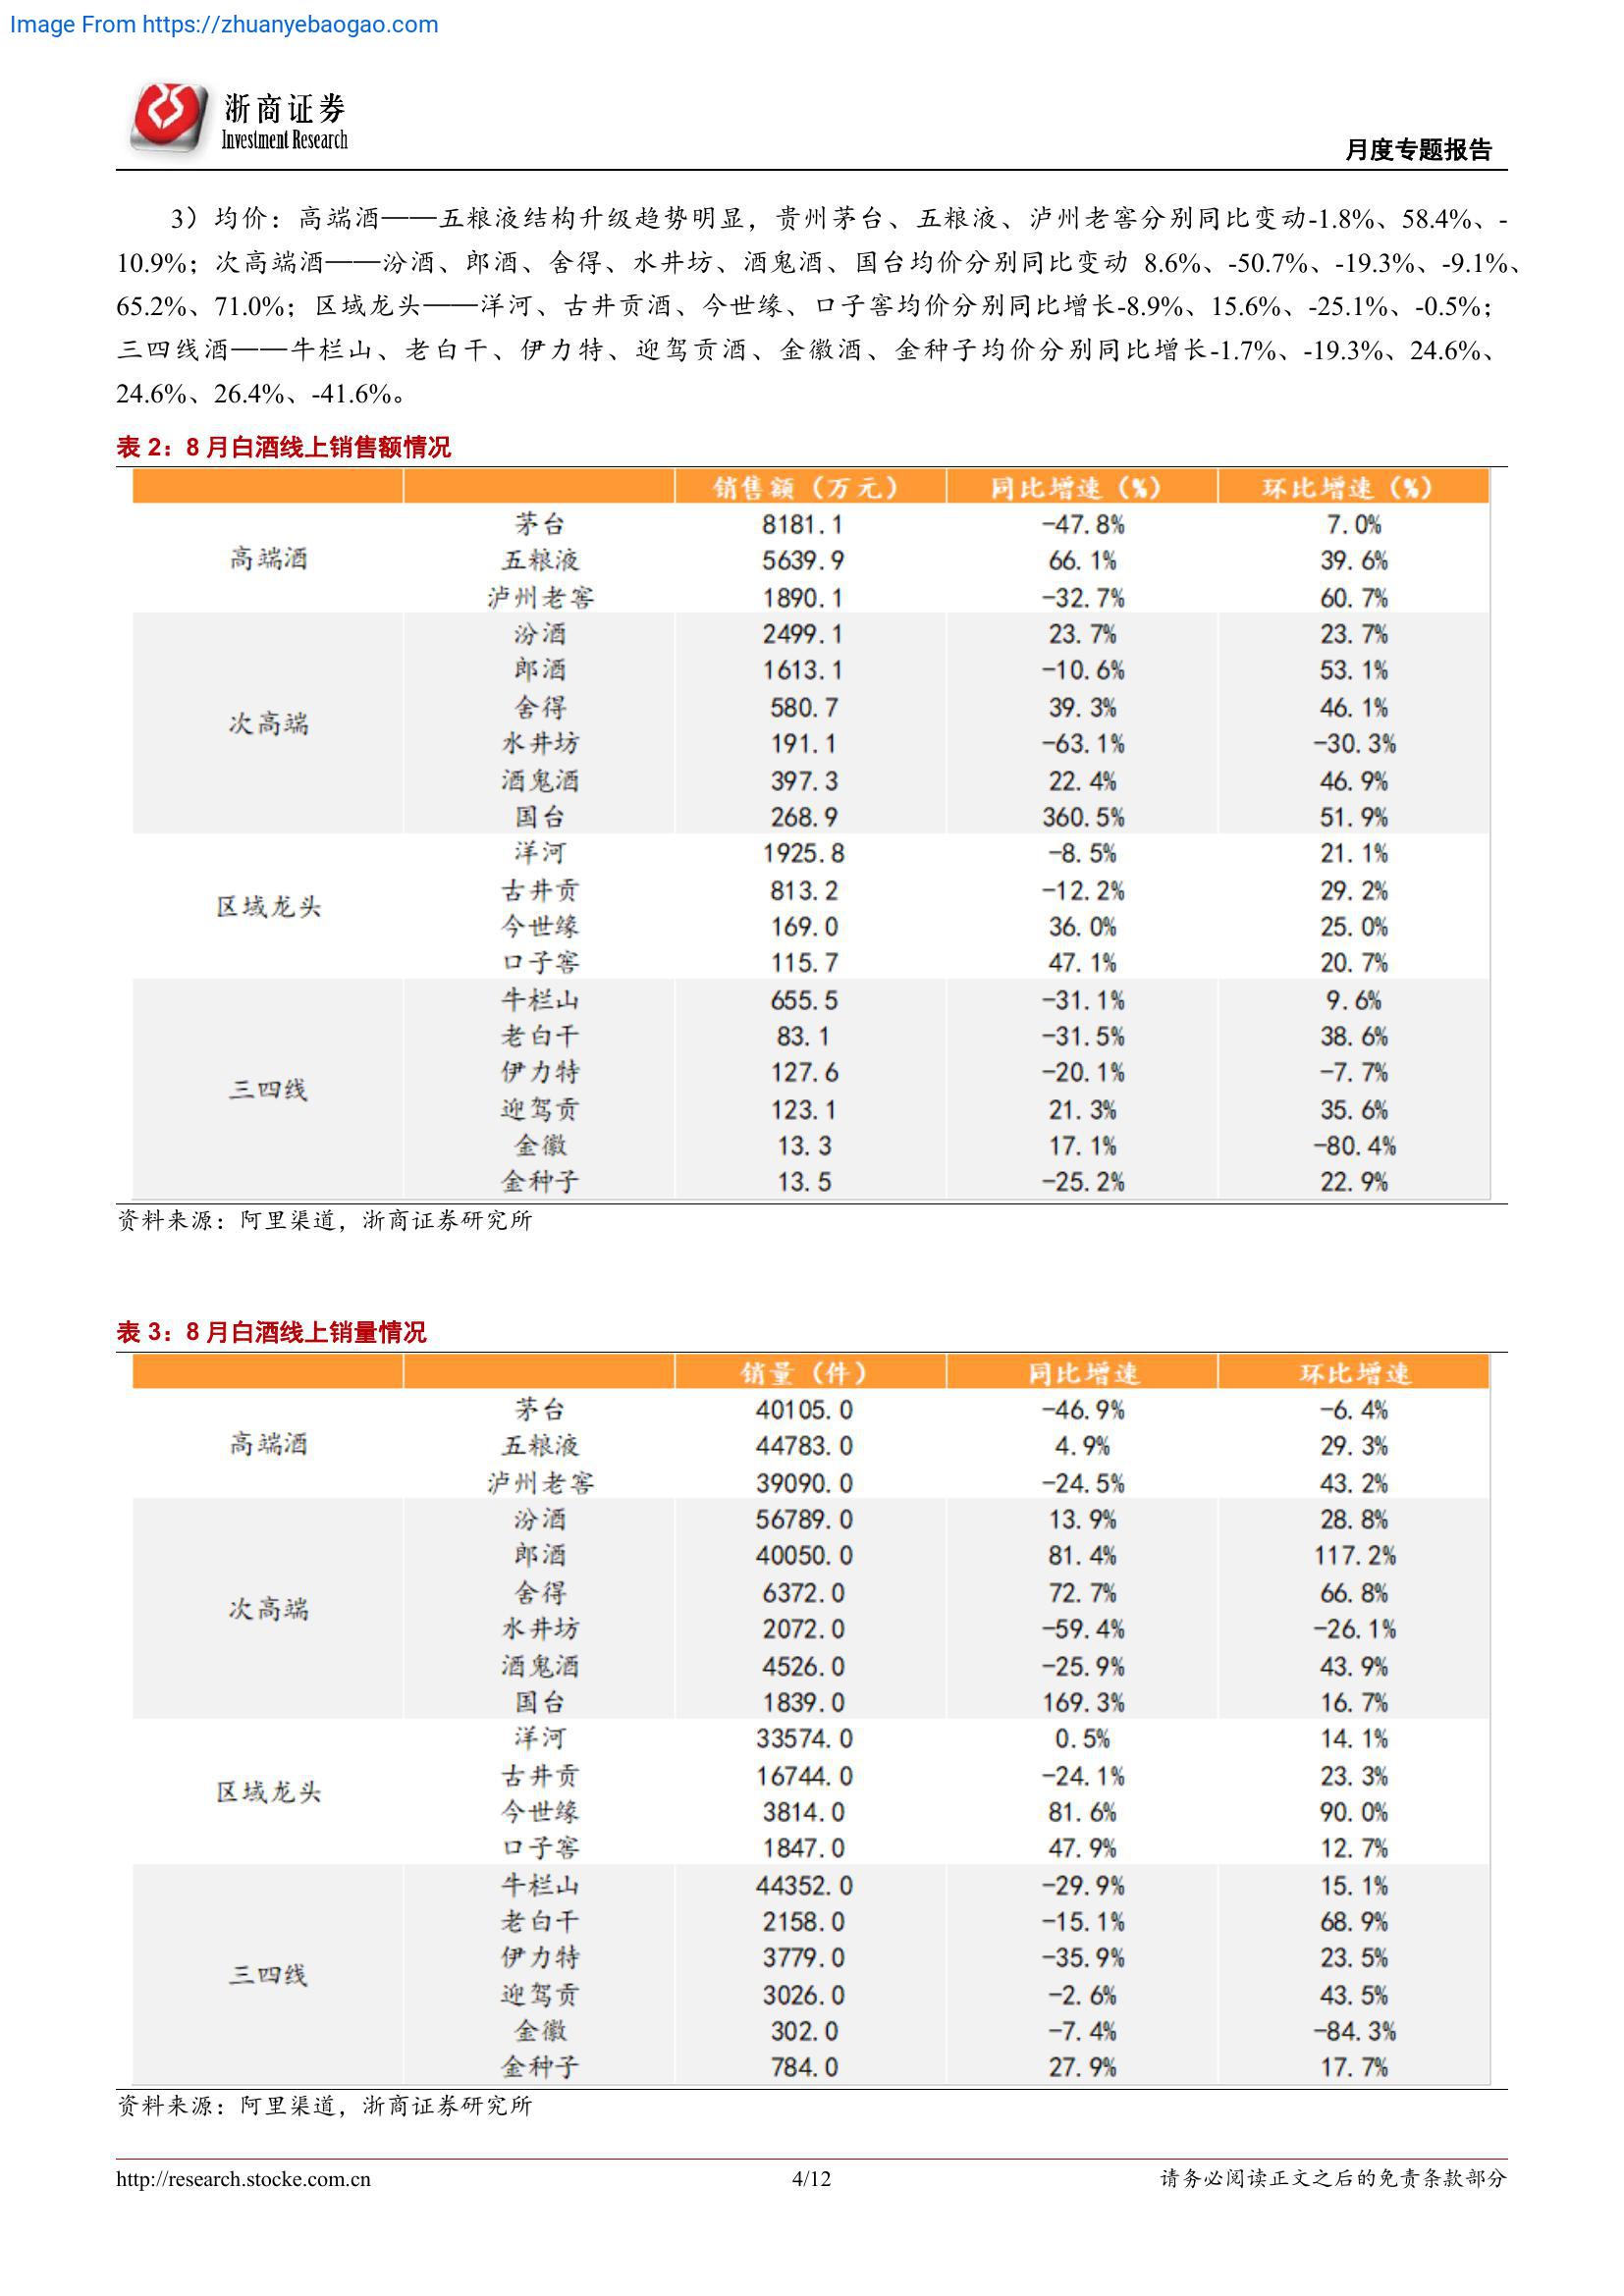 Image From https://zhuanyebaogao.com
浙商证券
Investment Research
月度专题报告
3）均价：高端酒——五粮液结构升级趋势明显，贵州茅台、五粮液、泸州老窖分别同比变动-1.8%、58.4%、-
10.9%；次高端酒——汾酒、郎酒、舍得、水井坊、酒鬼酒、国台均价分别同比变动 8.6%、-50.7%、-19.3%、-9.1%、
65.2%、71.0%；区域龙头——洋河、古井贡酒、今世缘、口子窖均价分别同比增长-8.9%、15.6%、-25.1%、-0.5%；
三四线酒——牛栏山、老白干、伊力特、迎驾贡酒、金徽酒、金种子均价分别同比增长-1.7%、-19.3%、24.6%、
24.6%、26.4%、-41.6%。
表 2：8 月白酒线上销售额情况
销售额（万元） 同比增速（%） 环比增速（%）
高端酒
茅台 8181.1 -47.8% 7.0%
五粮液 5639.9 66.1% 39.6%
泸州老窖 1890.1 -32.7% 60.7%
次高端
汾酒 2499.1 23.7% 23.7%
郎酒 1613.1 -10.6% 53.1%
舍得 580.7 39.3% 46.1%
水井坊 191.1 -63.1% -30.3%
酒鬼酒 397.3 22.4% 46.9%
国台 268.9 360.5% 51.9%
区域龙头
洋河 1925.8 -8.5% 21.1%
古井贡 813.2 -12.2% 29.2%
今世缘 169.0 36.0% 25.0%
口子窖 115.7 47.1% 20.7%
三四线
牛栏山 655.5 -31.1% 9.6%
老白干 83.1 -31.5% 38.6%
伊力特 127.6 -20.1% -7.7%
迎驾贡 123.1 21.3% 35.6%
金徽 13.3 17.1% -80.4%
金种子 13.5 -25.2% 22.9%
资料来源：阿里渠道，浙商证券研究所
表 3：8 月白酒线上销量情况
销量（件） 同比增速 环比增速
高端酒
茅台 40105.0 -46.9% -6.4%
五粮液 44783.0 4.9% 29.3%
泸州老窖 39090.0 -24.5% 43.2%
次高端
汾酒 56789.0 13.9% 28.8%
郎酒 40050.0 81.4% 117.2%
舍得 6372.0 72.7% 66.8%
水井坊 2072.0 -59.4% -26.1%
酒鬼酒 4526.0 -25.9% 43.9%
国台 1839.0 169.3% 16.7%
区域龙头
洋河 33574.0 0.5% 14.1%
古井贡 16744.0 -24.1% 23.3%
今世缘 3814.0 81.6% 90.0%
口子窖 1847.0 47.9% 12.7%
三四线
牛栏山 44352.0 -29.9% 15.1%
老白干 2158.0 -15.1% 68.9%
伊力特 3779.0 -35.9% 23.5%
迎驾贡 3026.0 -2.6% 43.5%
金徽 302.0 -7.4% -84.3%
金种子 784.0 27.9% 17.7%
资料来源：阿里渠道，浙商证券研究所
http://research.stocke.com.cn 4/12 请务必阅读正文之后的免责条款部分